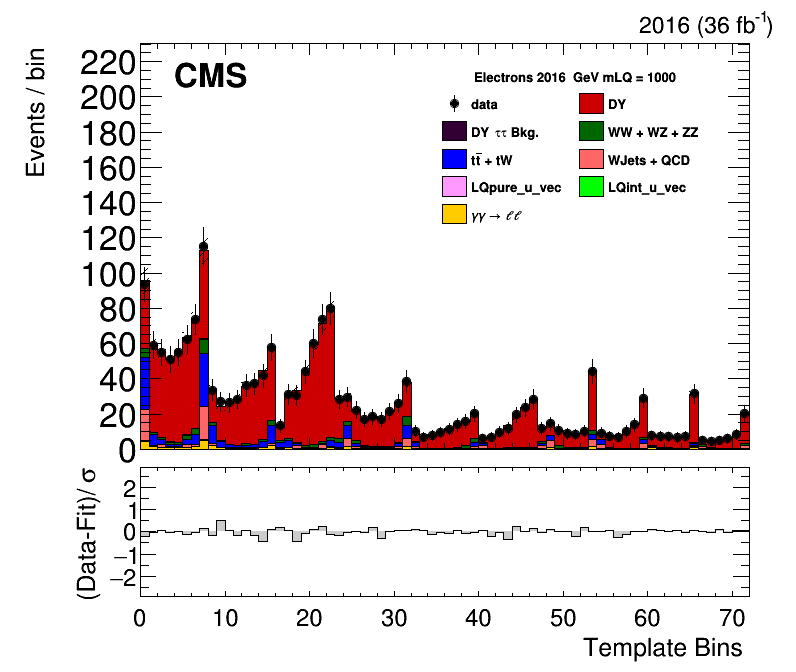 2016 (36 fb-1)
Events / bin
CMS
Electrons 2016 GeV mLQ = 1000
data
DY
DY ττ Bkg.
WW + WZ + ZZ
tt̄ + tW
WJets + QCD
LQpure_u_vec
LQint_u_vec
γγ → ℓℓ
220
200
180
160
140
120
100
80
60
40
20
0
(Data-Fit)/ σ
2
1
0
−1
−2
0 10 20 30 40 50 60 70
Template Bins